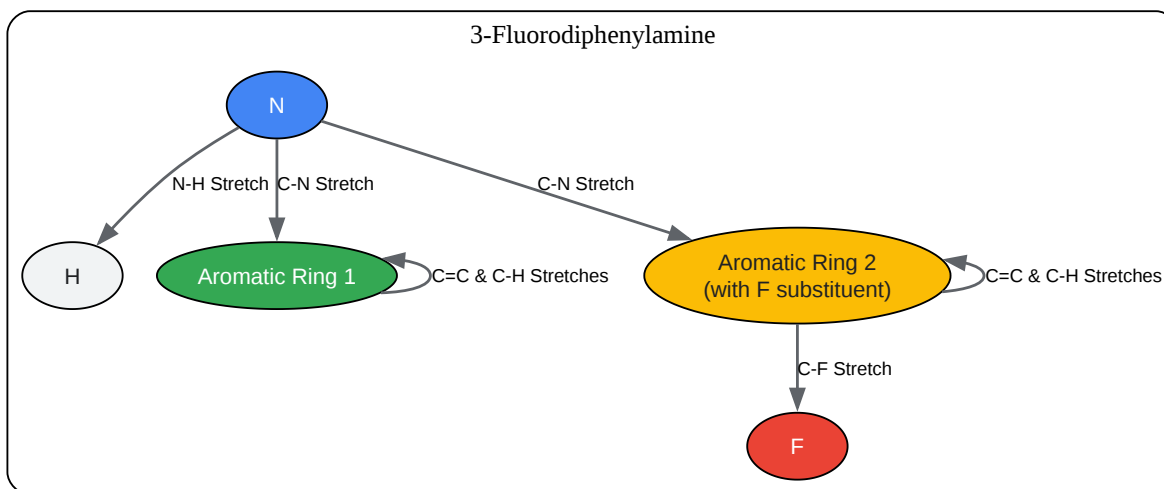 3-Fluorodiphenylamine
N
N-H Stretch
C-N Stretch
C-N Stretch
H
Aromatic Ring 1
C=C & C-H Stretches
Aromatic Ring 2
(with F substituent)
C=C & C-H Stretches
C-F Stretch
F